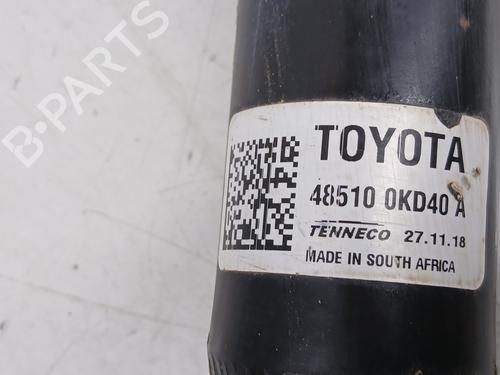 B-PARTS
TOYOTA
48510 0KD40 A
TENNECO 27.11.18
MADE IN SOUTH AFRICA